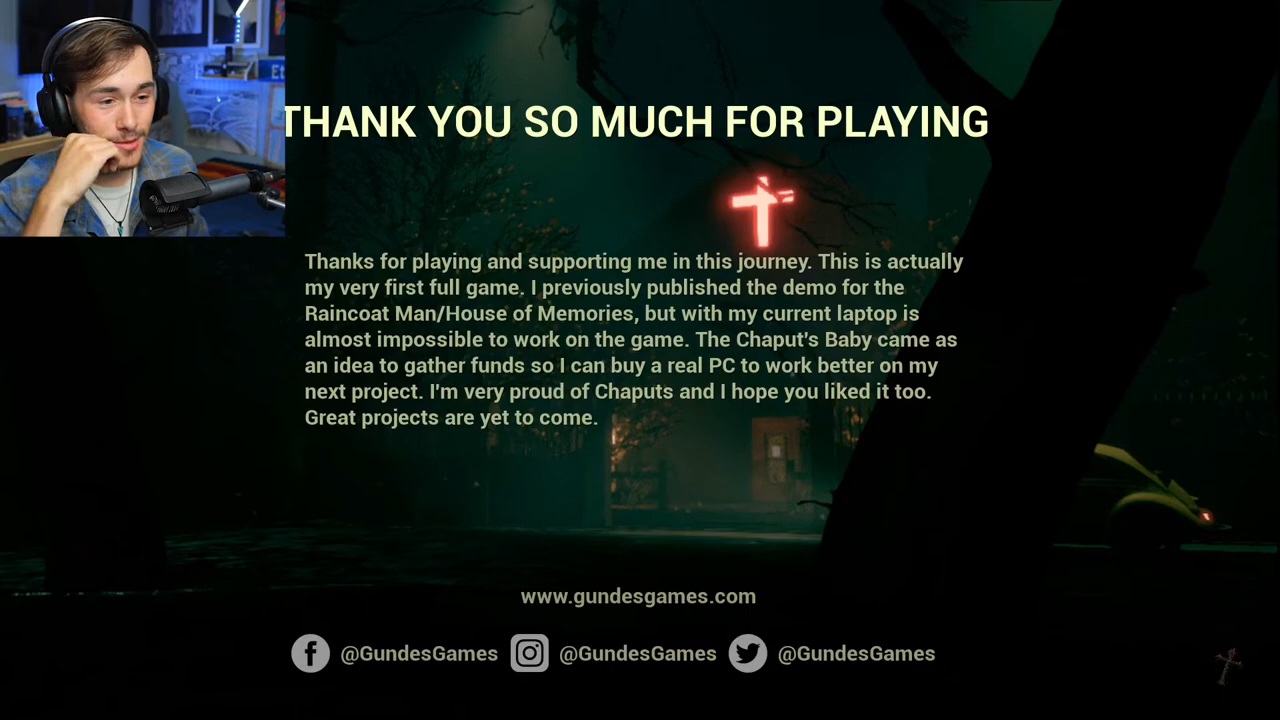 THANK YOU SO MUCH FOR PLAYING
Thanks for playing and supporting me in this journey. This is actually
my very first full game. I previously published the demo for the
Raincoat Man/House of Memories, but with my current laptop is
almost impossible to work on the game. The Chaput's Baby came as
an idea to gather funds so I can buy a real PC to work better on my
next project. I'm very proud of Chaputs and I hope you liked it too.
Great projects are yet to come.
www.gundesgames.com
@GundesGames @GundesGames @GundesGames